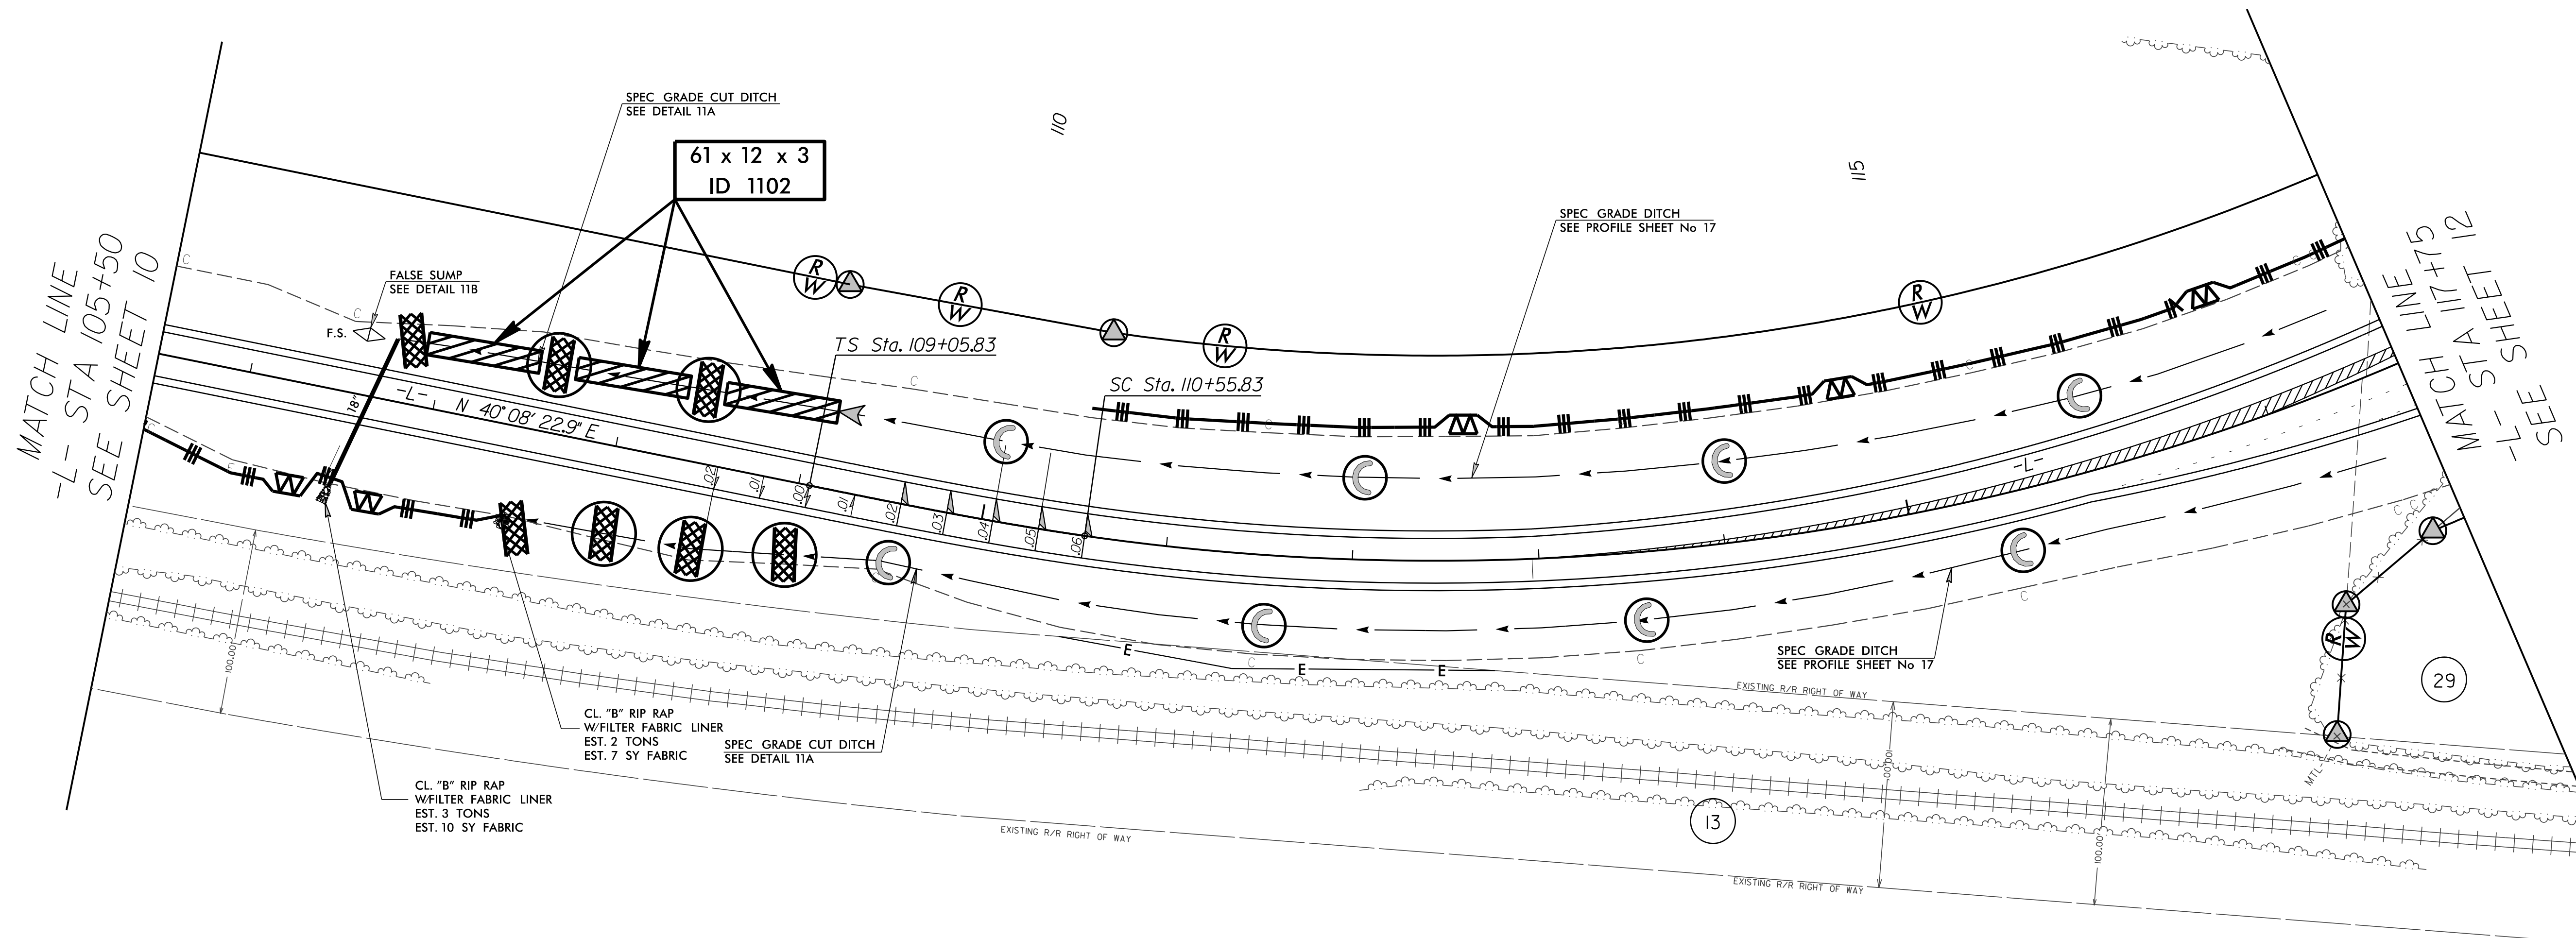 SPEC GRADE CUT DITCH
SEE DETAIL 11A
61 x 12 x 3
ID 1102
110
115
SPEC GRADE DITCH
SEE PROFILE SHEET No 17
MATCH LINE
-L- STA 105+50
SEE SHEET 10
MATCH LINE
-L- STA 117+75
SEE SHEET 12
C
C
FALSE SUMP
SEE DETAIL 11B
F.S.
R
W
R
W
R
W
R
W
TS Sta. 109+05.83
SC Sta. 110+55.83
C
C
C
C
18"
-L-
N 40° 08' 22.9" E
-L-
.02
.01
.00
.01
.02
.03
.04
.05
.06
C
F
C
C
C
C
C
E
E
E
SPEC GRADE DITCH
SEE PROFILE SHEET No 17
R
W
29
EXISTING R/R RIGHT OF WAY
100.00'
CL. "B" RIP RAP
W/FILTER FABRIC LINER
EST. 2 TONS
EST. 7 SY FABRIC
SPEC GRADE CUT DITCH
SEE DETAIL 11A
CL. "B" RIP RAP
W/FILTER FABRIC LINER
EST. 3 TONS
EST. 10 SY FABRIC
MTL
100.00'
13
100.00'
EXISTING R/R RIGHT OF WAY
EXISTING R/R RIGHT OF WAY